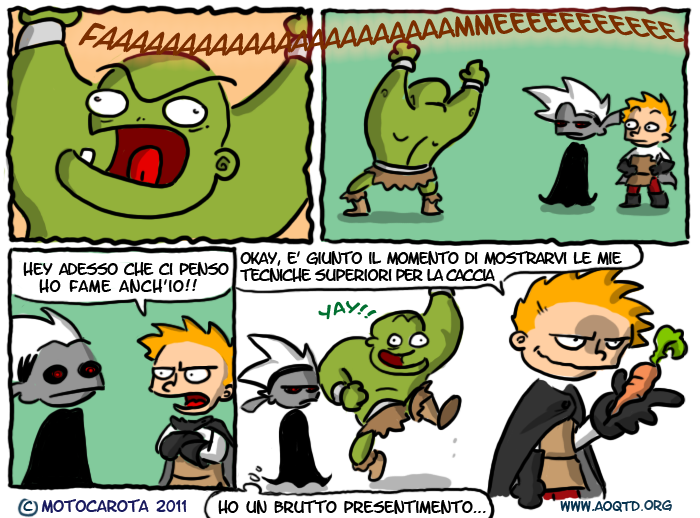 FAAAAAAAAAAAAAAAAAAAAAAMMEEEEEEEEEEEE
HEY ADESSO CHE CI PENSO
HO FAME ANCH'IO!!
OKAY, E' GIUNTO IL MOMENTO DI MOSTRARVI LE MIE
TECNICHE SUPERIORI PER LA CACCIA
YAY!!
HO UN BRUTTO PRESENTIMENTO...
© MOTOCAROTA 2011
WWW.AOQTD.ORG